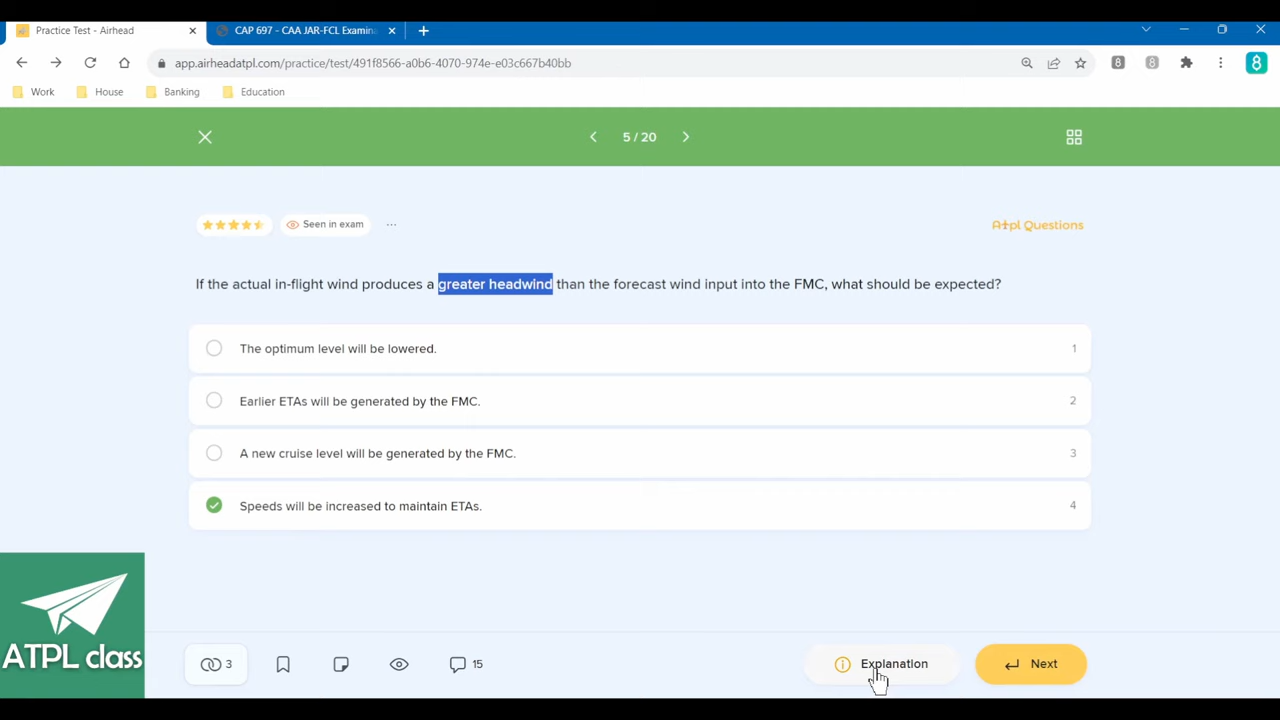 Practice Test - Airhead
CAP 697 - CAA JAR-FCL Examina
app.airheadatpl.com/practice/test/491f8566-a0b6-4070-974e-e03c667b40bb
Work House Banking Education
5 / 20
Seen in exam ...
Atpl Questions
If the actual in-flight wind produces a greater headwind than the forecast wind input into the FMC, what should be expected?
The optimum level will be lowered. 1
Earlier ETAs will be generated by the FMC. 2
A new cruise level will be generated by the FMC. 3
Speeds will be increased to maintain ETAs. 4
ATPL class
3 15 Explanation Next